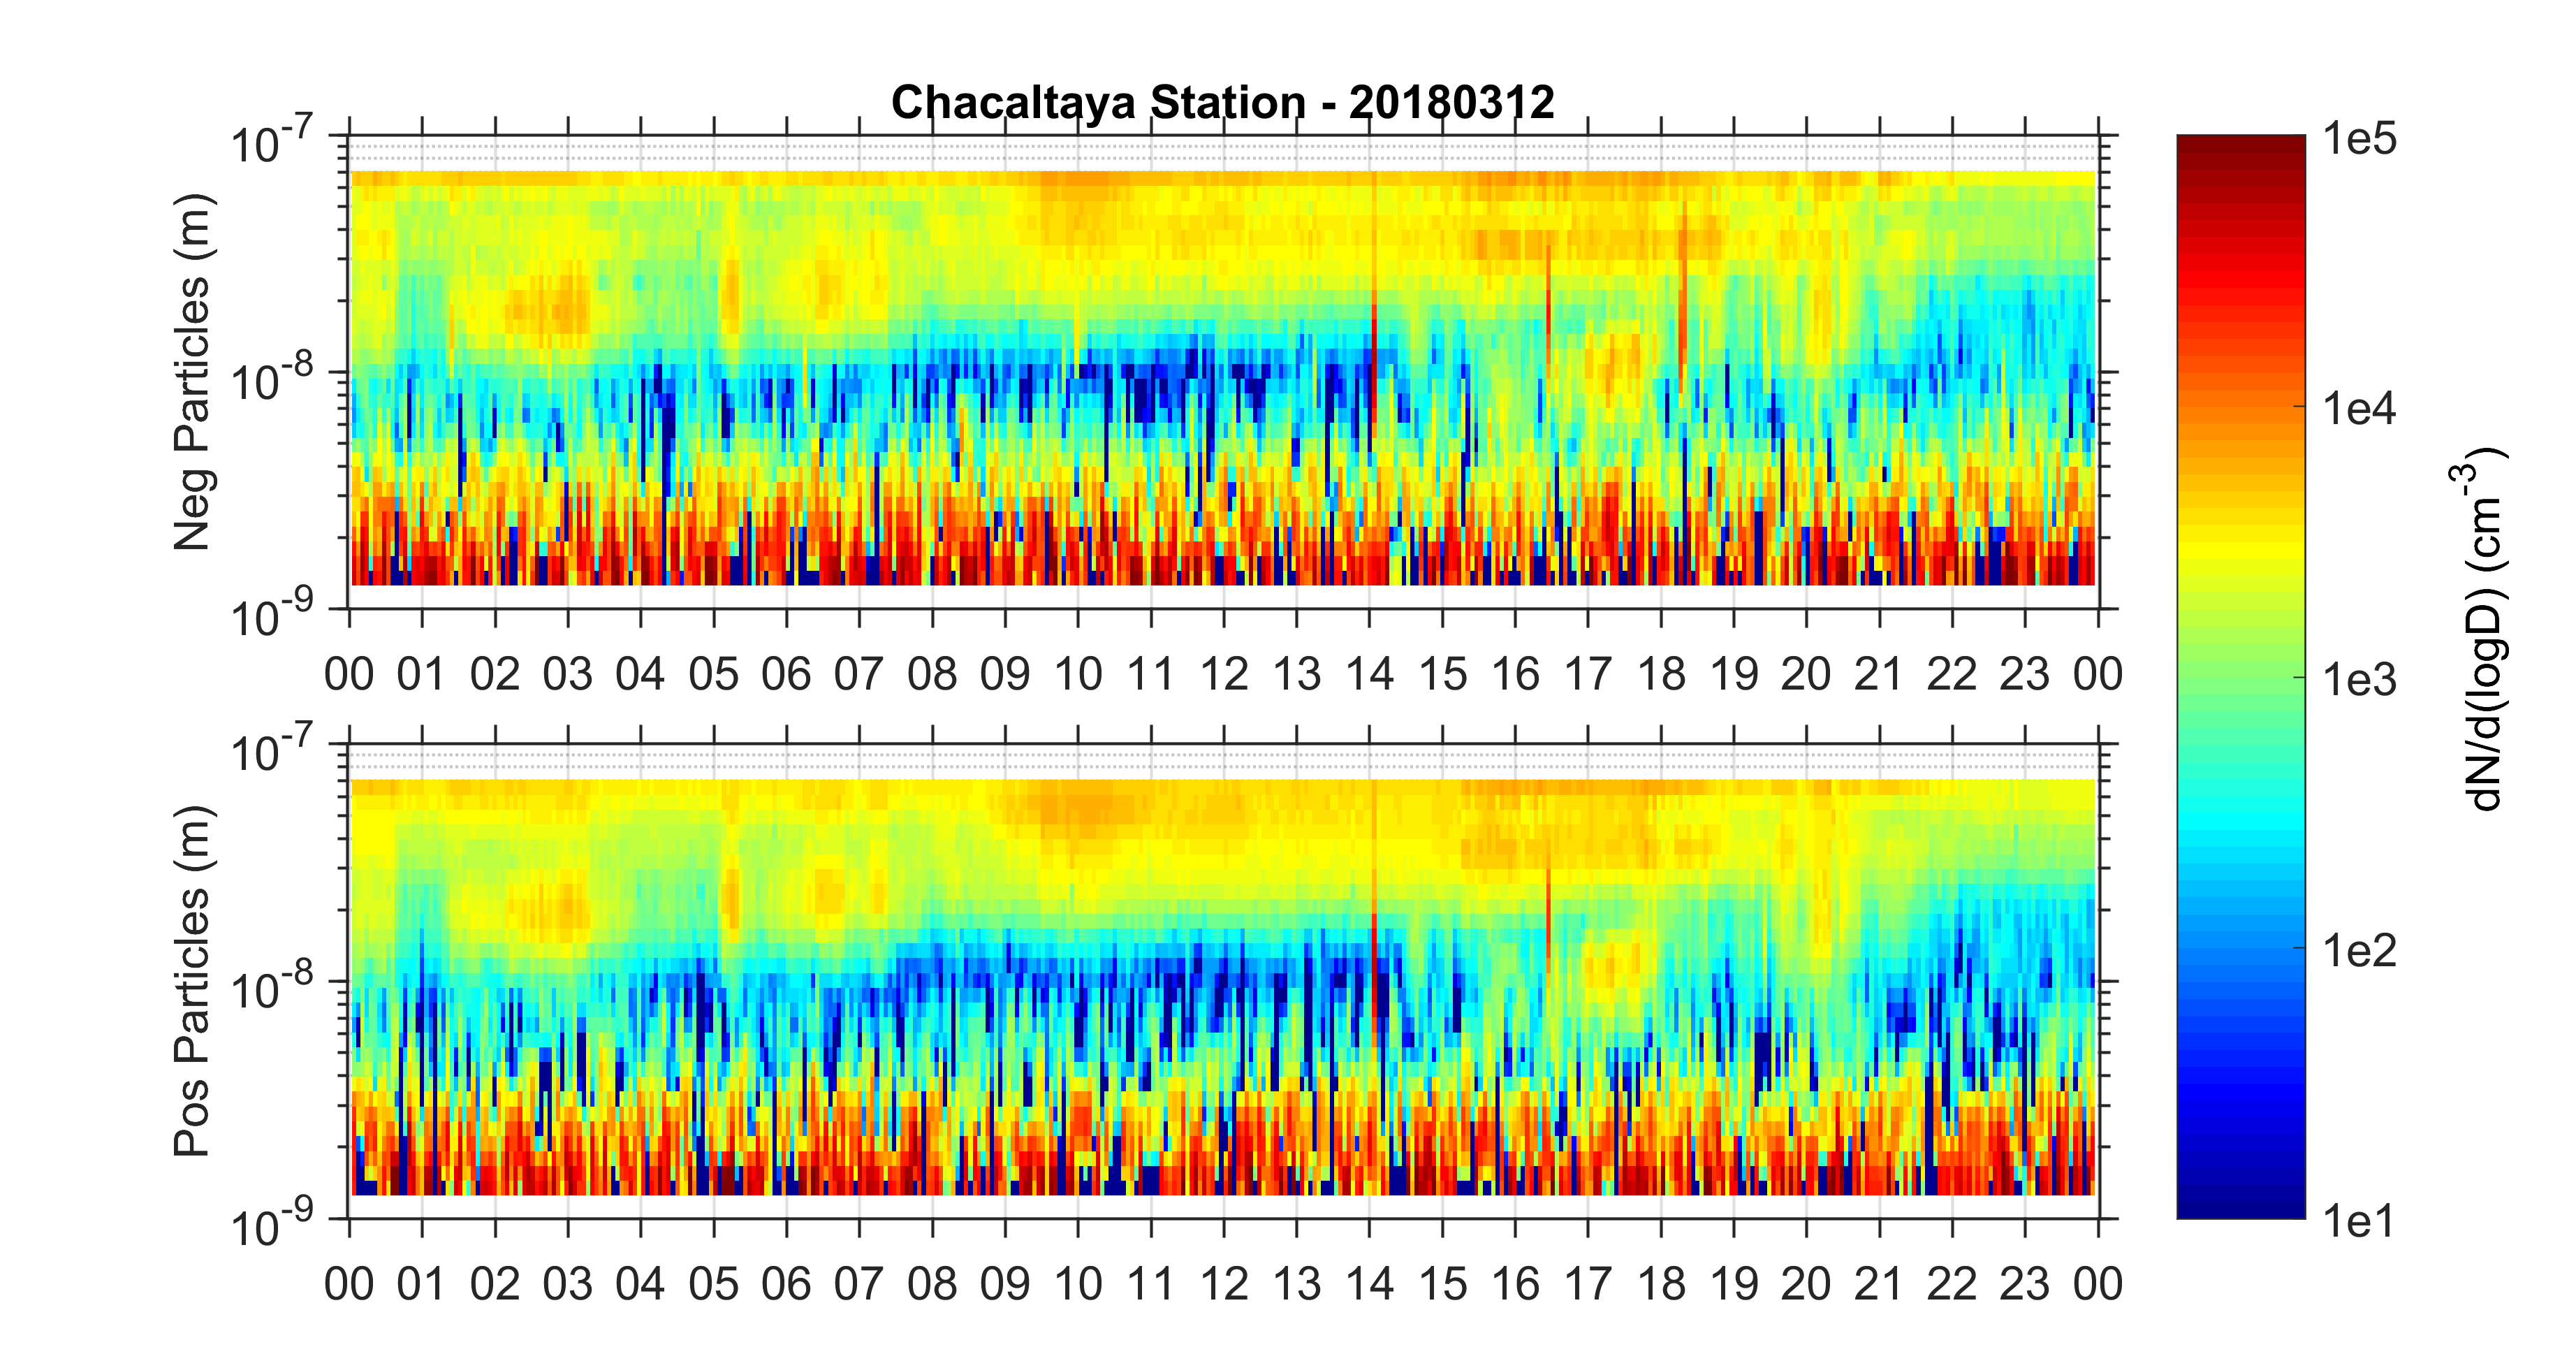 Chacaltaya Station - 20180312
10^-7
10^-8
10^-9
Neg Particles (m)
00 01 02 03 04 05 06 07 08 09 10 11 12 13 14 15 16 17 18 19 20 21 22 23 00
10^-7
10^-8
10^-9
Pos Particles (m)
00 01 02 03 04 05 06 07 08 09 10 11 12 13 14 15 16 17 18 19 20 21 22 23 00
1e5
1e4
1e3
1e2
1e1
dN/d(logD) (cm^-3)